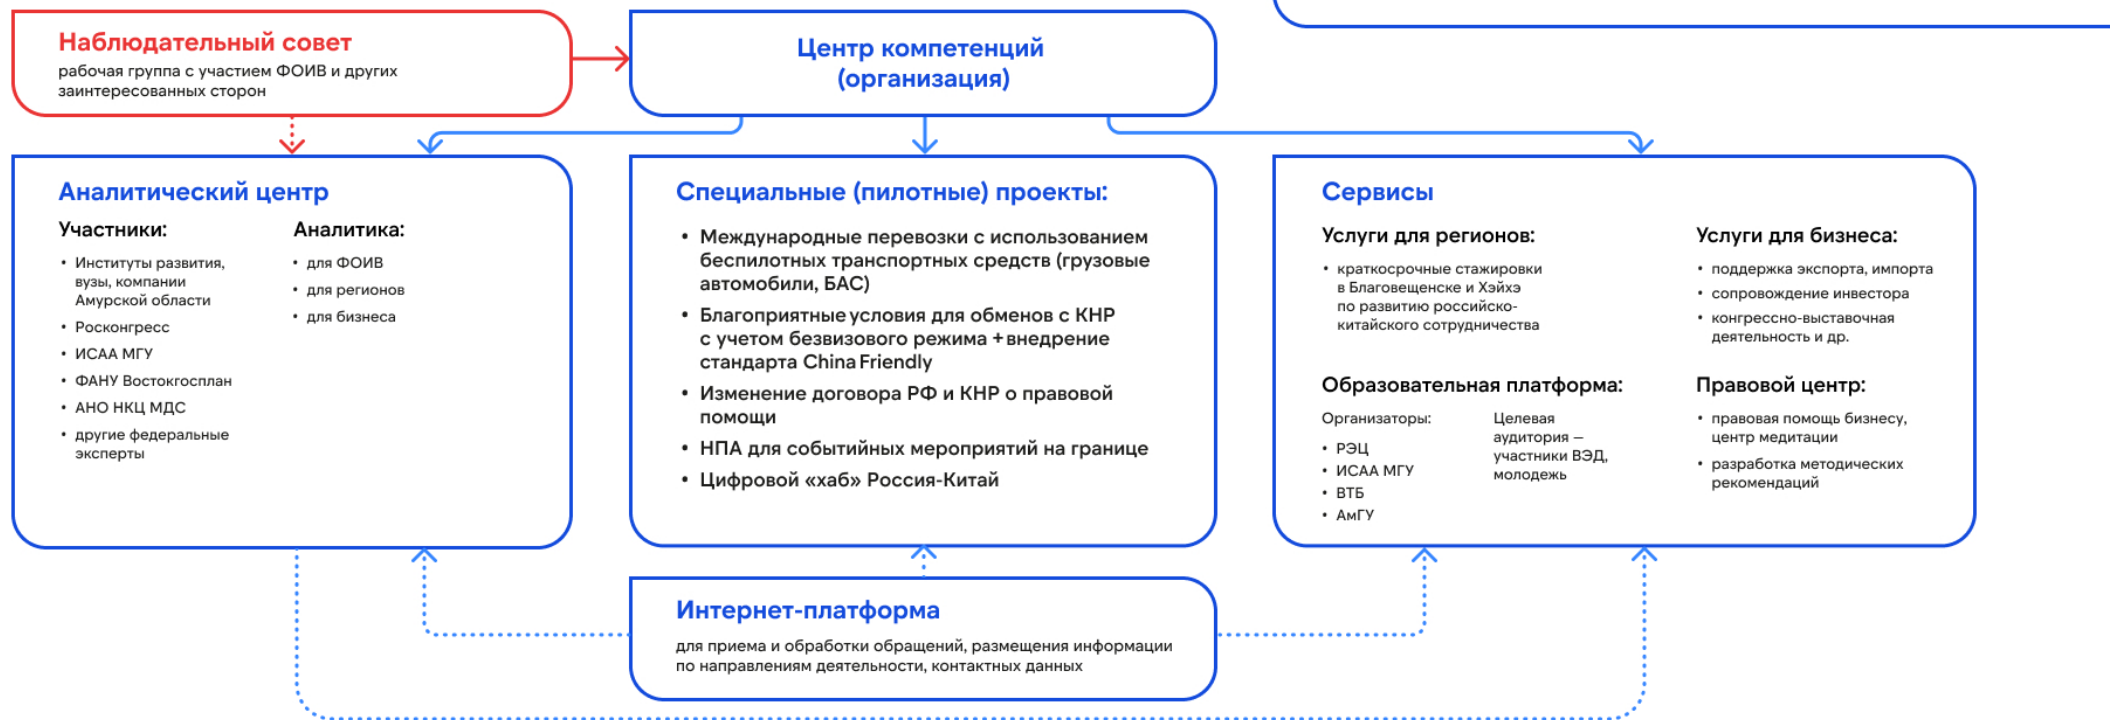 Наблюдательный совет
рабочая группа с участием ФОИВ и других
заинтересованных сторон
Центр компетенций
(организация)
Аналитический центр
Участники:
• Институты развития,
вузы, компании
Амурской области
• Росконгресс
• ИСАА МГУ
• ФАНУ Востокгосплан
• АНО НКЦ МДС
• другие федеральные
эксперты
Аналитика:
• для ФОИВ
• для регионов
• для бизнеса
Специальные (пилотные) проекты:
• Международные перевозки с использованием
беспилотных транспортных средств (грузовые
автомобили, БАС)
• Благоприятные условия для обменов с КНР
с учетом безвизового режима + внедрение
стандарта China Friendly
• Изменение договора РФ и КНР о правовой
помощи
• НПА для событийных мероприятий на границе
• Цифровой «хаб» Россия-Китай
Сервисы
Услуги для регионов:
• краткосрочные стажировки
в Благовещенске и Хэйхэ
по развитию российско-
китайского сотрудничества
Услуги для бизнеса:
• поддержка экспорта, импорта
• сопровождение инвестора
• конгрессно-выставочная
деятельность и др.
Образовательная платформа:
Организаторы:
• РЭЦ
• ИСАА МГУ
• ВТБ
• АмГУ
Целевая
аудитория —
участники ВЭД,
молодежь
Правовой центр:
• правовая помощь бизнесу,
центр медитации
• разработка методических
рекомендаций
Интернет-платформа
для приема и обработки обращений, размещения информации
по направлениям деятельности, контактных данных